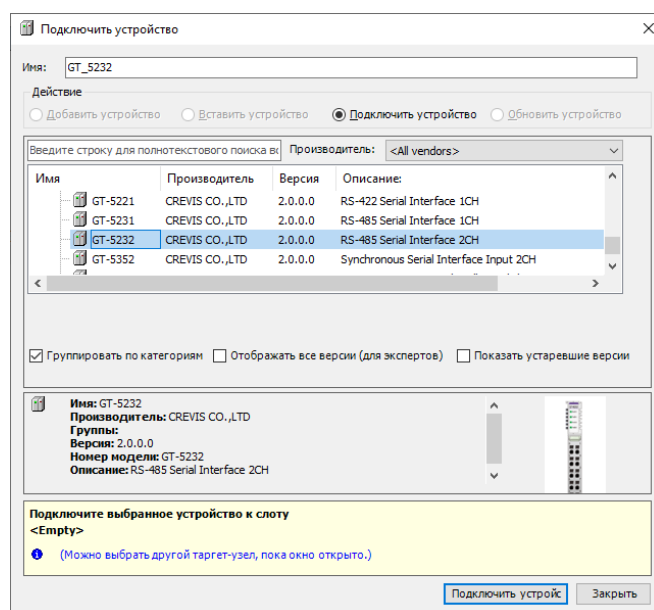 Подключить устройство
Имя: GT_5232
Действие
Добавить устройство Вставить устройство Подключить устройство Обновить устройство
Введите строку для полнотекстового поиска вс Производитель: <All vendors>
Имя Производитель Версия Описание:
GT-5221 CREVIS CO.,LTD 2.0.0.0 RS-422 Serial Interface 1CH
GT-5231 CREVIS CO.,LTD 2.0.0.0 RS-485 Serial Interface 1CH
GT-5232 CREVIS CO.,LTD 2.0.0.0 RS-485 Serial Interface 2CH
GT-5352 CREVIS CO.,LTD 2.0.0.0 Synchronous Serial Interface Input 2CH
Группировать по категориям Отображать все версии (для экспертов) Показать устаревшие версии
Имя: GT-5232
Производитель: CREVIS CO.,LTD
Группы:
Версия: 2.0.0.0
Номер модели: GT-5232
Описание: RS-485 Serial Interface 2CH
Подключите выбранное устройство к слоту
<Empty>
(Можно выбрать другой таргет-узел, пока окно открыто.)
Подключить устройс Закрыть